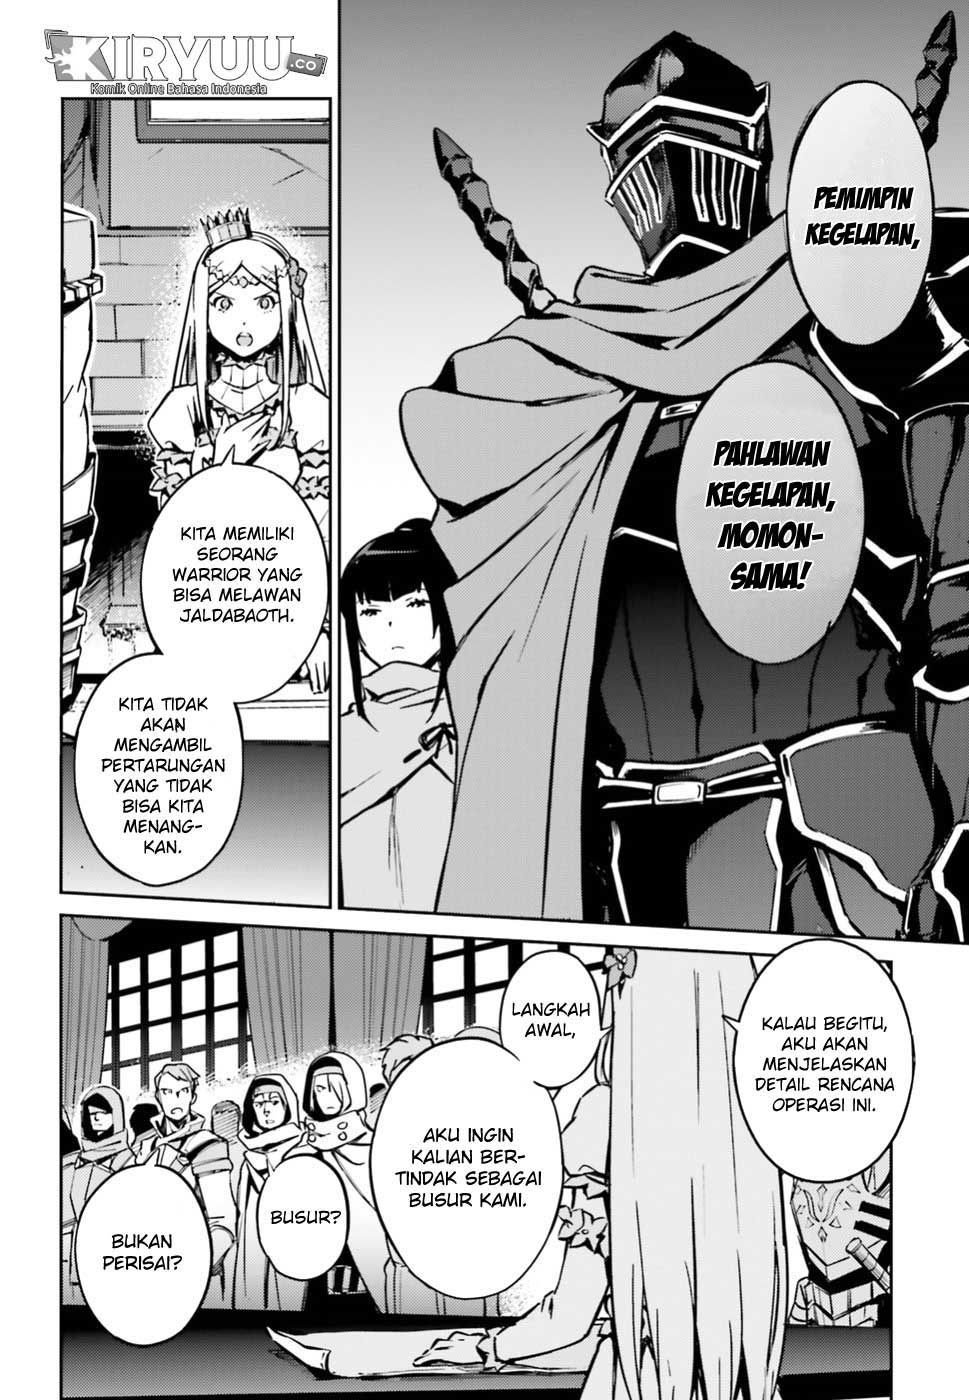 KIRYUU.CO
Komik Online Bahasa Indonesia
PEMIMPIN
KEGELAPAN,
PAHLAWAN
KEGELAPAN,
MOMON-
SAMA!
KITA MEMILIKI
SEORANG
WARRIOR YANG
BISA MELAWAN
JALDABAOTH.
KITA TIDAK
AKAN
MENGAMBIL
PERTARUNGAN
YANG TIDAK
BISA KITA
MENANG-
KAN.
KALAU BEGITU,
AKU AKAN
MENJELASKAN
DETAIL RENCANA
OPERASI INI.
LANGKAH
AWAL,
AKU INGIN
KALIAN BER-
TINDAK SEBAGAI
BUSUR KAMI.
BUSUR?
BUKAN
PERISAI?